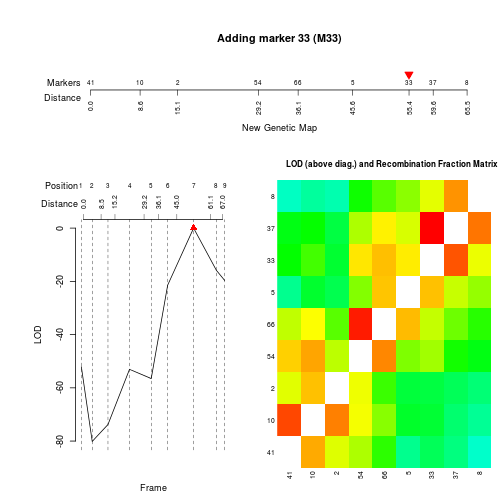 Adding marker 33 (M33)
Markers 41 10 2 54 66 5 33 37 8
Distance
0.0 8.6 15.1 29.2 36.1 45.6 55.4 59.6 65.5
New Genetic Map
LOD (above diag.) and Recombination Fraction Matrix
Position 1 2 3 4 5 6 7 8 9
Distance 0.0 8.5 15.2 29.2 36.1 45.0 61.1 67.0
0
-20
-40
-60
-80
LOD
Frame
8
37
33
5
66
54
2
10
41
41 10 2 54 66 5 33 37 8